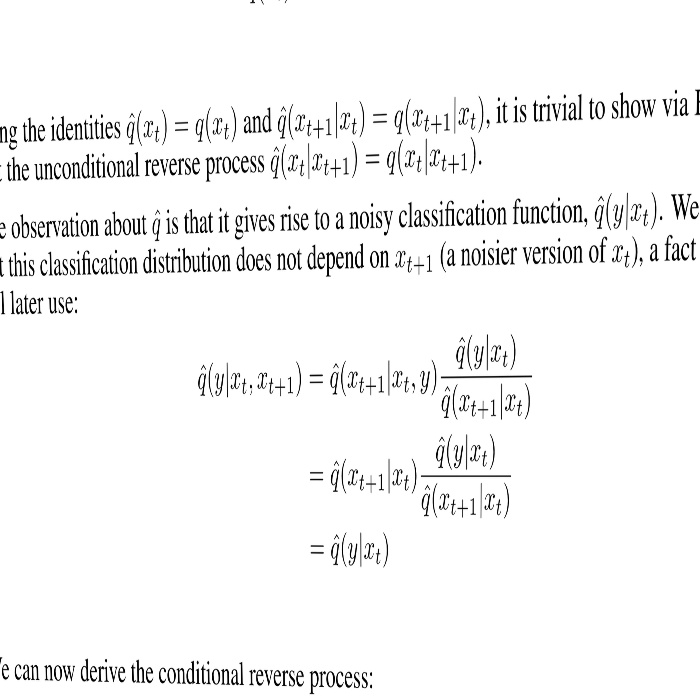 the identities $\hat{q}(x_t) = q(x_t)$ and $\hat{q}(x_{t+1}|x_t) = q(x_{t+1}|x_t)$, it is trivial to show via
the unconditional reverse process $\hat{q}(x_t|x_{t+1}) = q(x_t|x_{t+1})$.
observation about $\hat{q}$ is that it gives rise to a noisy classification function, $\hat{q}(y|x_t)$. We
this classification distribution does not depend on $x_{t+1}$ (a noisier version of $x_t$), a fact
later use:
$\hat{q}(y|x_t, x_{t+1}) = \hat{q}(x_{t+1}|x_t, y) \frac{\hat{q}(y|x_t)}{\hat{q}(x_{t+1}|x_t)}$
$= \hat{q}(x_{t+1}|x_t) \frac{\hat{q}(y|x_t)}{\hat{q}(x_{t+1}|x_t)}$
$= \hat{q}(y|x_t)$
can now derive the conditional reverse process: